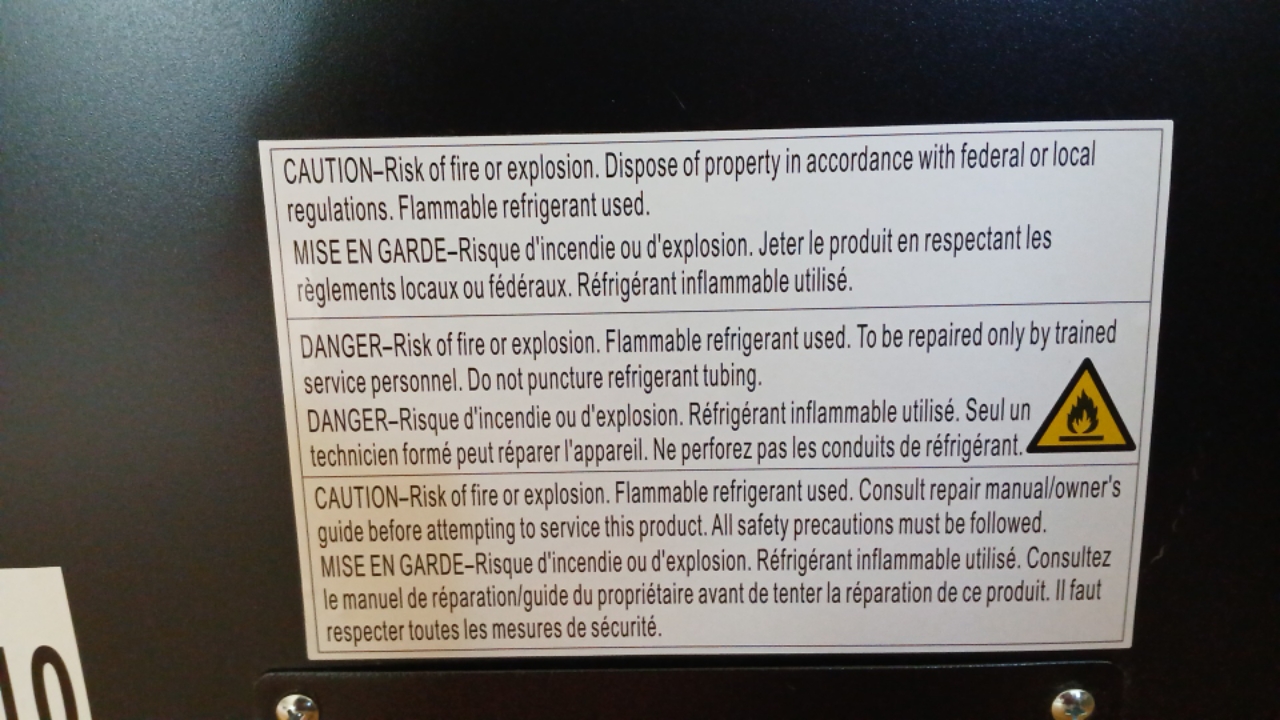 CAUTION–Risk of fire or explosion. Dispose of property in accordance with federal or local
regulations. Flammable refrigerant used.
MISE EN GARDE–Risque d'incendie ou d'explosion. Jeter le produit en respectant les
règlements locaux ou fédéraux. Réfrigérant inflammable utilisé.
DANGER–Risk of fire or explosion. Flammable refrigerant used. To be repaired only by trained
service personnel. Do not puncture refrigerant tubing.
DANGER–Risque d'incendie ou d'explosion. Réfrigérant inflammable utilisé. Seul un
technicien formé peut réparer l'appareil. Ne perforez pas les conduits de réfrigérant.
CAUTION–Risk of fire or explosion. Flammable refrigerant used. Consult repair manual/owner's
guide before attempting to service this product. All safety precautions must be followed.
MISE EN GARDE–Risque d'incendie ou d'explosion. Réfrigérant inflammable utilisé. Consultez
le manuel de réparation/guide du propriétaire avant de tenter la réparation de ce produit. Il faut
respecter toutes les mesures de sécurité.